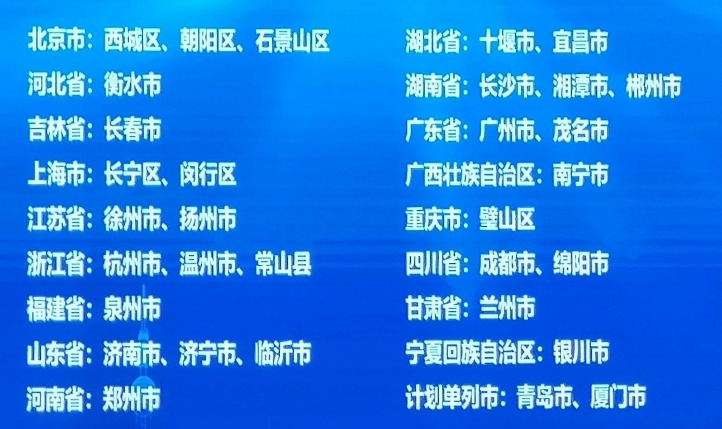 北京市：西城区、朝阳区、石景山区
河北省：衡水市
吉林省：长春市
上海市：长宁区、闵行区
江苏省：徐州市、扬州市
浙江省：杭州市、温州市、常山县
福建省：泉州市
山东省：济南市、济宁市、临沂市
河南省：郑州市
湖北省：十堰市、宜昌市
湖南省：长沙市、湘潭市、郴州市
广东省：广州市、茂名市
广西壮族自治区：南宁市
重庆市：璧山区
四川省：成都市、绵阳市
甘肃省：兰州市
宁夏回族自治区：银川市
计划单列市：青岛市、厦门市